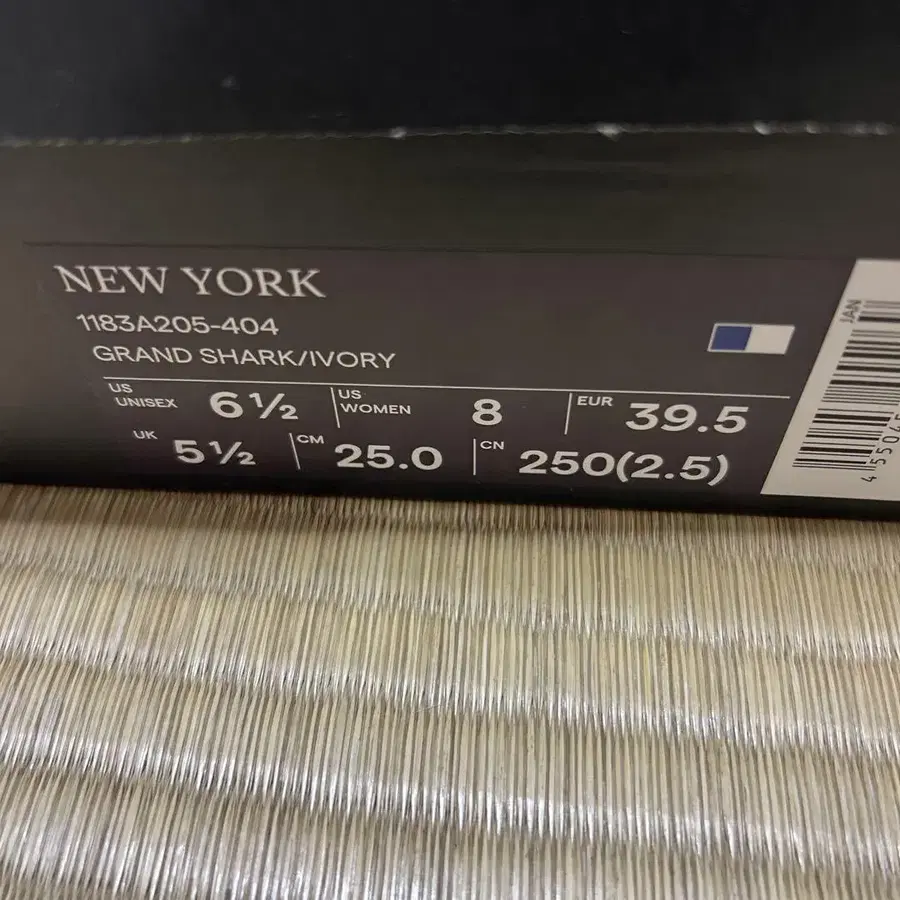 NEW YORK
1183A205-404
GRAND SHARK/IVORY
US UNISEX 6½ US WOMEN 8 EUR 39.5
UK 5½ CM 25.0 CN 250(2.5)
JAN